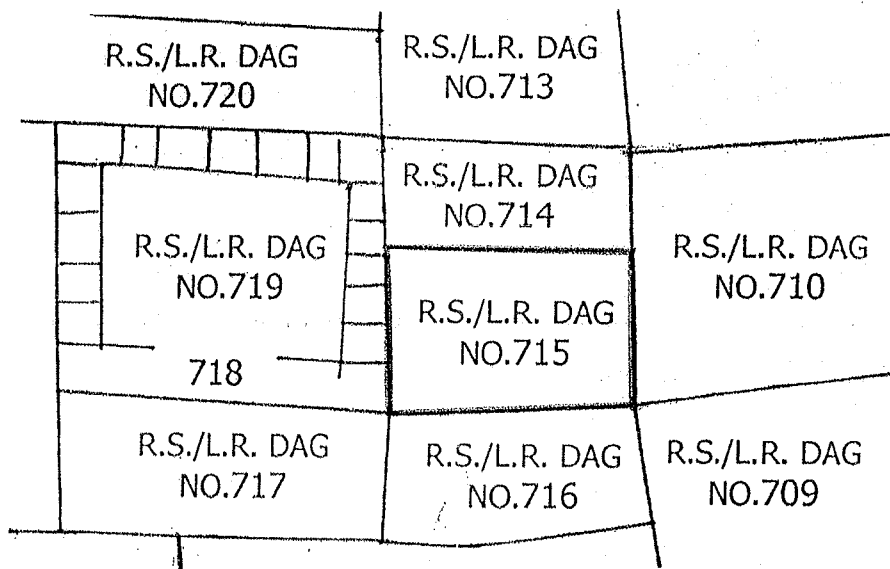 R.S./L.R. DAG
NO.720
R.S./L.R. DAG
NO.713
R.S./L.R. DAG
NO.714
R.S./L.R. DAG
NO.719
R.S./L.R. DAG
NO.710
R.S./L.R. DAG
NO.715
718
R.S./L.R. DAG
NO.717
R.S./L.R. DAG
NO.716
R.S./L.R. DAG
NO.709